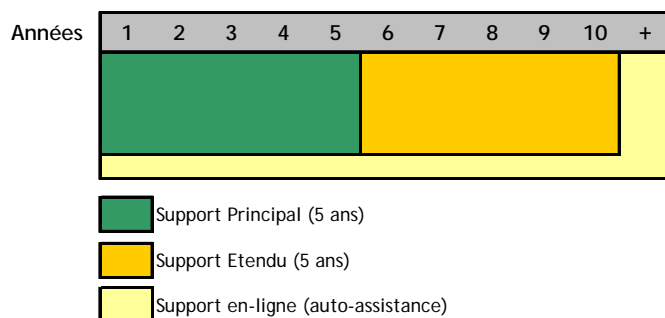 Années 1 2 3 4 5 6 7 8 9 10 +
Support Principal (5 ans)
Support Etendu (5 ans)
Support en-ligne (auto-assistance)